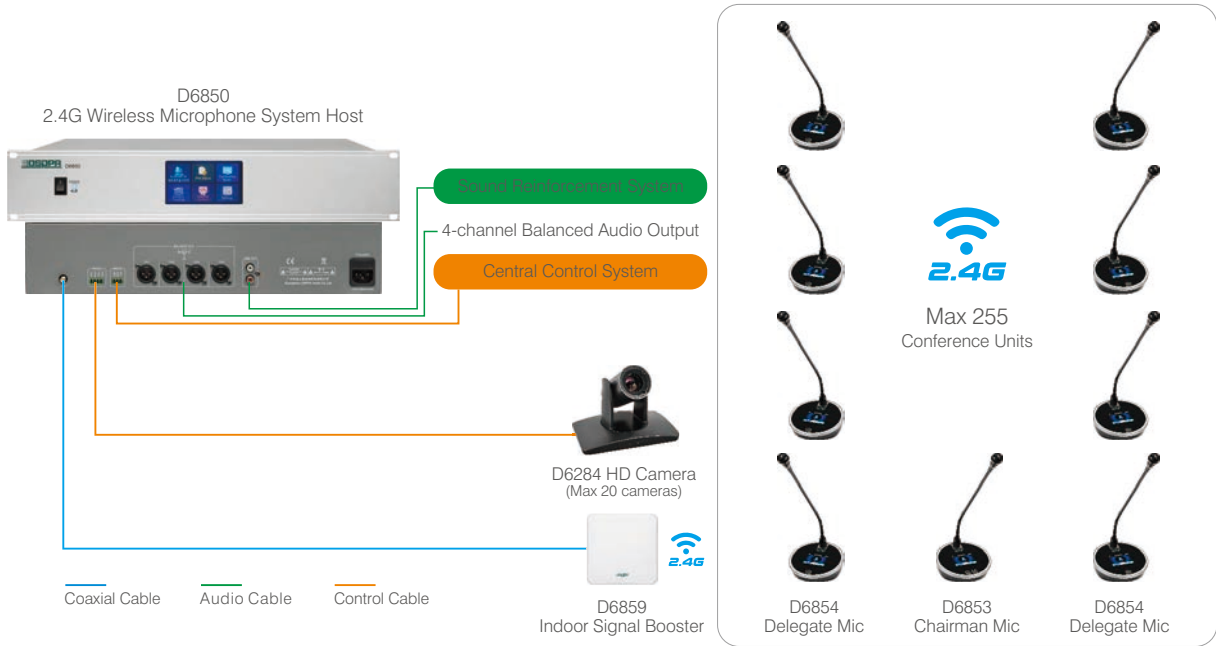 D6850
2.4G Wireless Microphone System Host
DSPPA D6850
Sound Reinforcement System
4-channel Balanced Audio Output
Central Control System
2.4G
Max 255
Conference Units
D6284 HD Camera
(Max 20 cameras)
2.4G
Coaxial Cable
Audio Cable
Control Cable
D6859
Indoor Signal Booster
D6854
Delegate Mic
D6853
Chairman Mic
D6854
Delegate Mic